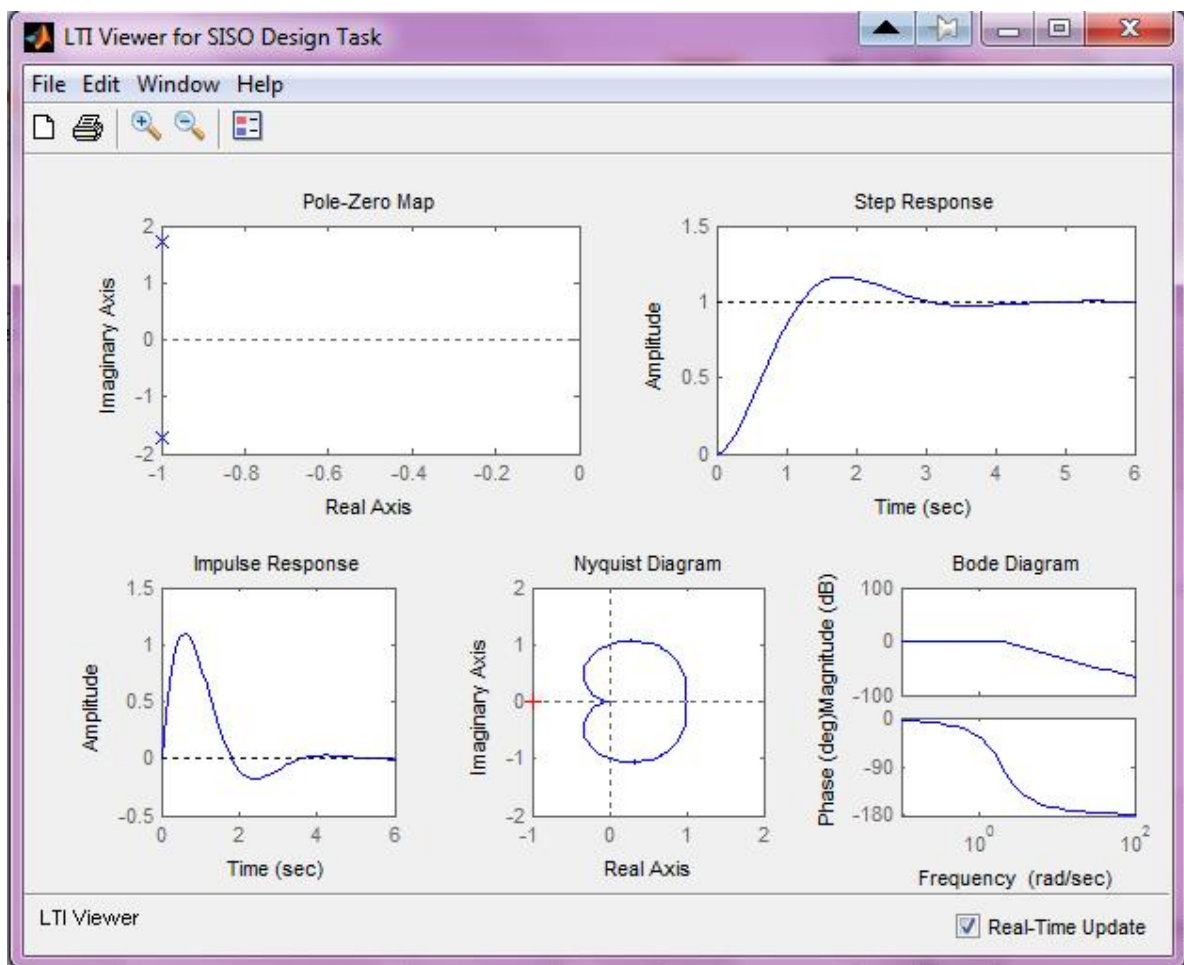 LTI Viewer for SISO Design Task
File Edit Window Help
Pole-Zero Map
Imaginary Axis
2
1
0
-1
-2
-1 -0.8 -0.6 -0.4 -0.2 0
Real Axis
Step Response
Amplitude
1.5
1
0.5
0
0 1 2 3 4 5 6
Time (sec)
Impulse Response
Amplitude
1.5
1
0.5
0
-0.5
0 2 4 6
Time (sec)
Nyquist Diagram
Imaginary Axis
2
1
0
-1
-2
-1 0 1 2
Real Axis
Bode Diagram
Phase (deg)Magnitude (dB)
100
0
-100
0
-90
-180
10^0 10^2
Frequency (rad/sec)
LTI Viewer
Real-Time Update